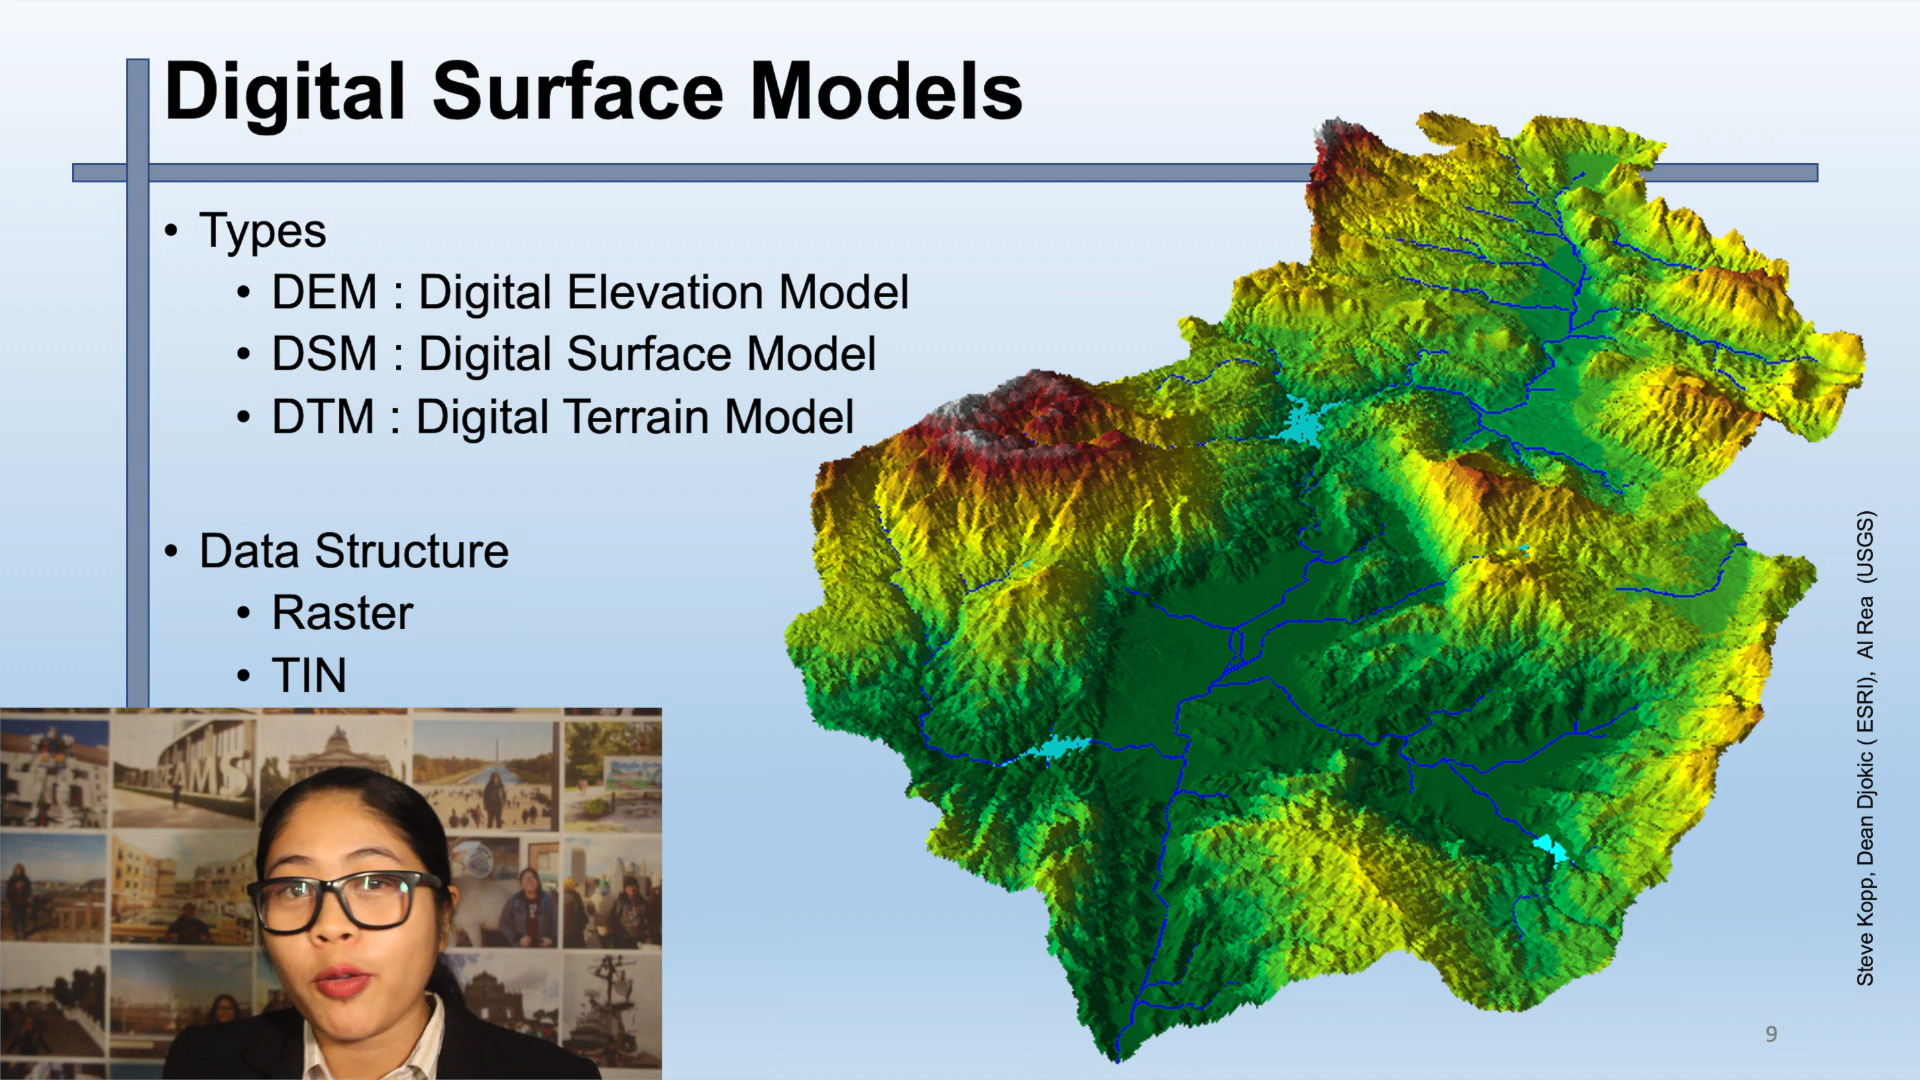 Digital Surface Models
• Types
• DEM : Digital Elevation Model
• DSM : Digital Surface Model
• DTM : Digital Terrain Model
• Data Structure
• Raster
• TIN
Steve Kopp, Dean Djokic ( ESRI), Al Rea (USGS)
EAMS
9